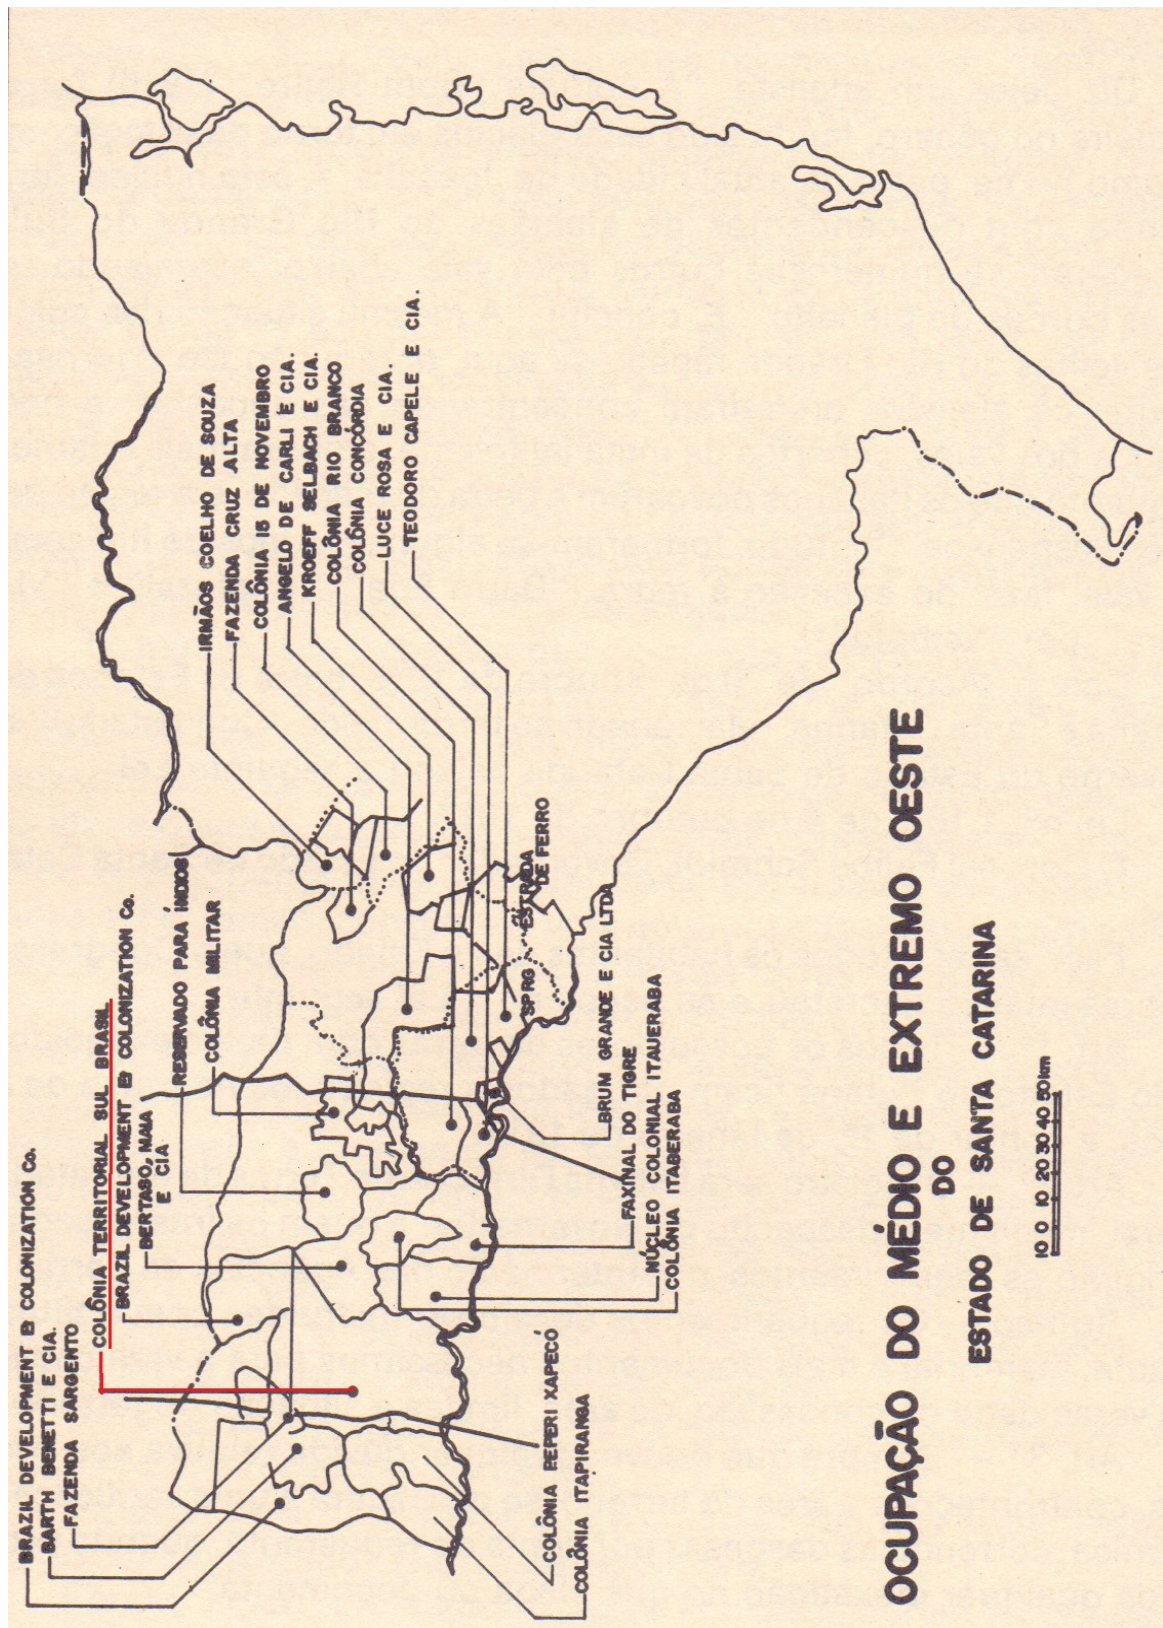 BRAZIL DEVELOPMENT & COLONIZATION Co.
BARTH BENETTI E CIA.
FAZENDA SARGENTO
COLÔNIA TERRITORIAL SUL BRASIL
BRAZIL DEVELOPMENT & COLONIZATION Co.
BERTASO, MAIA
E CIA
RESERVADO PARA ÍNDIOS
COLÔNIA MILITAR
IRMÃOS COELHO DE SOUZA
FAZENDA CRUZ ALTA
COLÔNIA 15 DE NOVEMBRO
ANGELO DE CARLI E CIA.
KROEFF SELBACH E CIA.
COLÔNIA RIO BRANCO
COLÔNIA CONCÓRDIA
LUCE ROSA E CIA.
TEODORO CAPELE E CIA.
SPRG
ESTRADA
DE FERRO
BRUM GRANDE E CIA LTDA
FAXINAL DO TIGRE
NÚCLEO COLONIAL ITAUERABA
COLÔNIA ITABERABA
COLÔNIA PEPERI XAPECÓ
COLÔNIA ITAPIRANGA
OCUPAÇÃO DO MÉDIO E EXTREMO OESTE
DO
ESTADO DE SANTA CATARINA
10 0 10 20 30 40 50 km